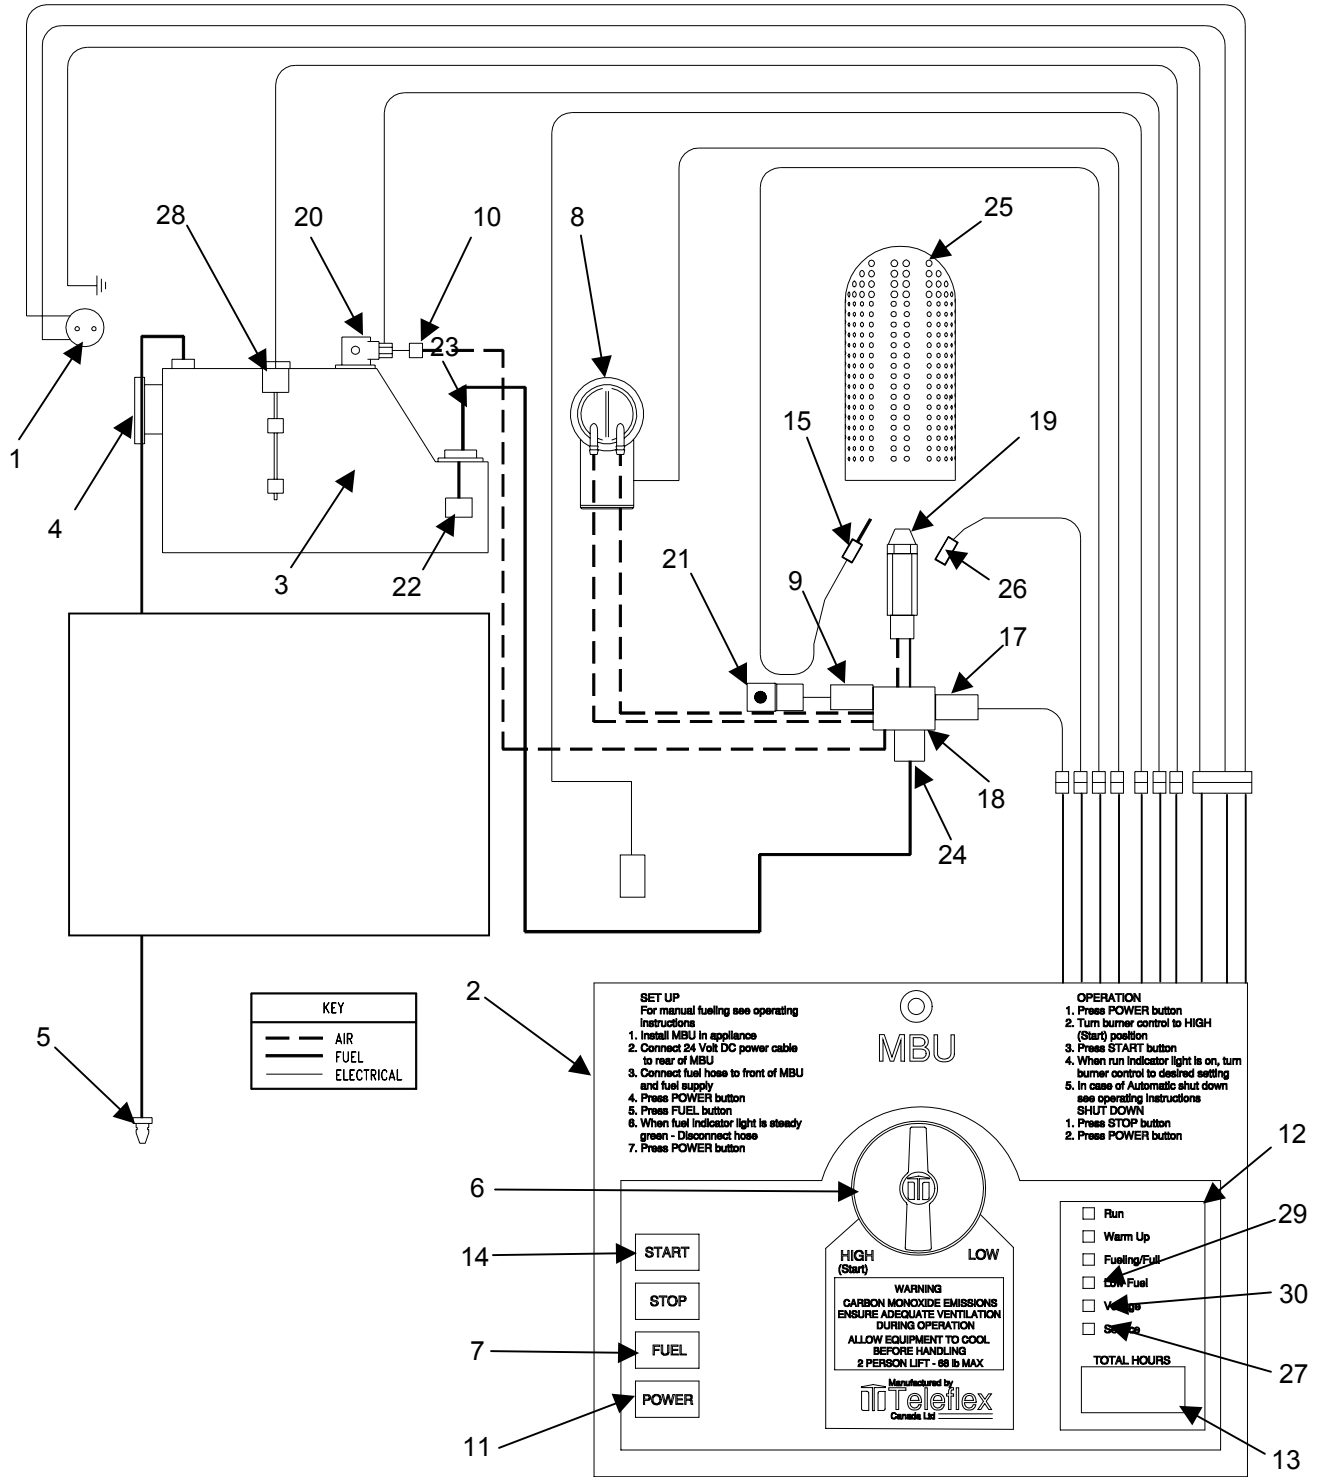 28
20
10
8
25
23
1
4
3
22
15
19
21
9
26
17
18
24
KEY
AIR
FUEL
ELECTRICAL
5
2
SET UP
For manual fueling see operating
instructions
1. Install MBU in appliance
2. Connect 24 Volt DC power cable
to rear of MBU
3. Connect fuel hose to front of MBU
and fuel supply
4. Press POWER button
5. Press FUEL button
6. When fuel indicator light is steady
green - Disconnect hose
7. Press POWER button
MBU
OPERATION
1. Press POWER button
2. Turn burner control to HIGH
(Start) position
3. Press START button
4. When run indicator light is on, turn
burner control to desired setting
5. In case of Automatic shut down
see operating instructions
SHUT DOWN
1. Press STOP button
2. Press POWER button
6
14
7
11
START
STOP
FUEL
POWER
HIGH
(Start)
LOW
WARNING
CARBON MONOXIDE EMISSIONS
ENSURE ADEQUATE VENTILATION
DURING OPERATION
ALLOW EQUIPMENT TO COOL
BEFORE HANDLING
2 PERSON LIFT - 68 lb MAX
Manufactured by
Teleflex
Canada Ltd
Run
Warm Up
Fueling/Full
Low Fuel
Voltage
Service
TOTAL HOURS
12
29
30
27
13